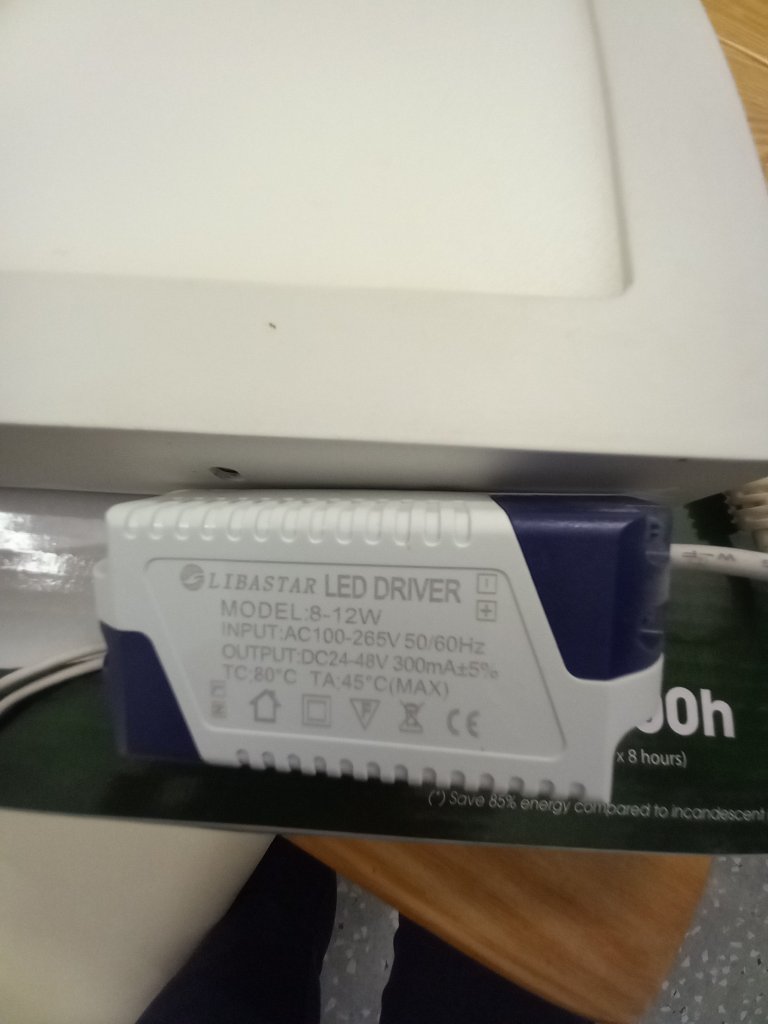 LIBASTAR LED DRIVER
MODEL:8-12W
INPUT:AC100-265V 50/60Hz
OUTPUT:DC24-48V 300mA±5%
TC:80°C TA:45°C(MAX)
CE
00h
x 8 hours)
(*) Save 85% energy compared to incandescent